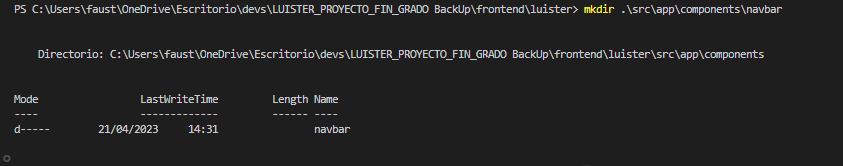 PS C:\Users\faust\OneDrive\Escritorio\devs\LUISTER_PROYECTO_FIN_GRADO BackUp\frontend\luister> mkdir .\src\app\components\navbar
Directorio: C:\Users\faust\OneDrive\Escritorio\devs\LUISTER_PROYECTO_FIN_GRADO BackUp\frontend\luister\src\app\components
Mode LastWriteTime Length Name
---- ------------- ------ ----
d----- 21/04/2023 14:31 navbar